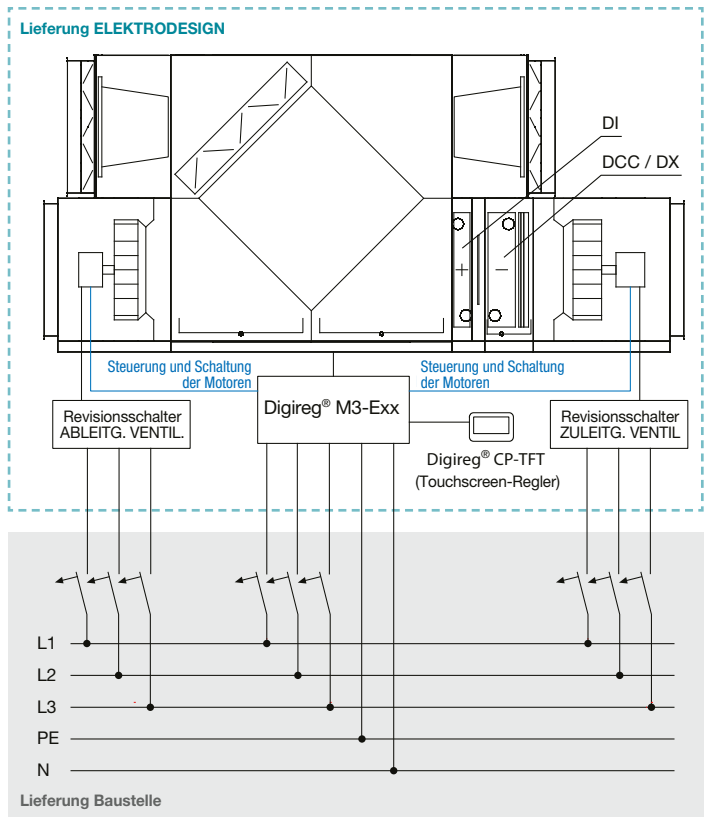 Lieferung ELEKTRODESIGN
DI
DCC / DX
+
−
Steuerung und Schaltung
der Motoren
Steuerung und Schaltung
der Motoren
Revisionsschalter
ABLEITG. VENTIL.
Digireg® M3-Exx
Revisionsschalter
ZULEITG. VENTIL
Digireg® CP-TFT
(Touchscreen-Regler)
L1
L2
L3
PE
N
Lieferung Baustelle